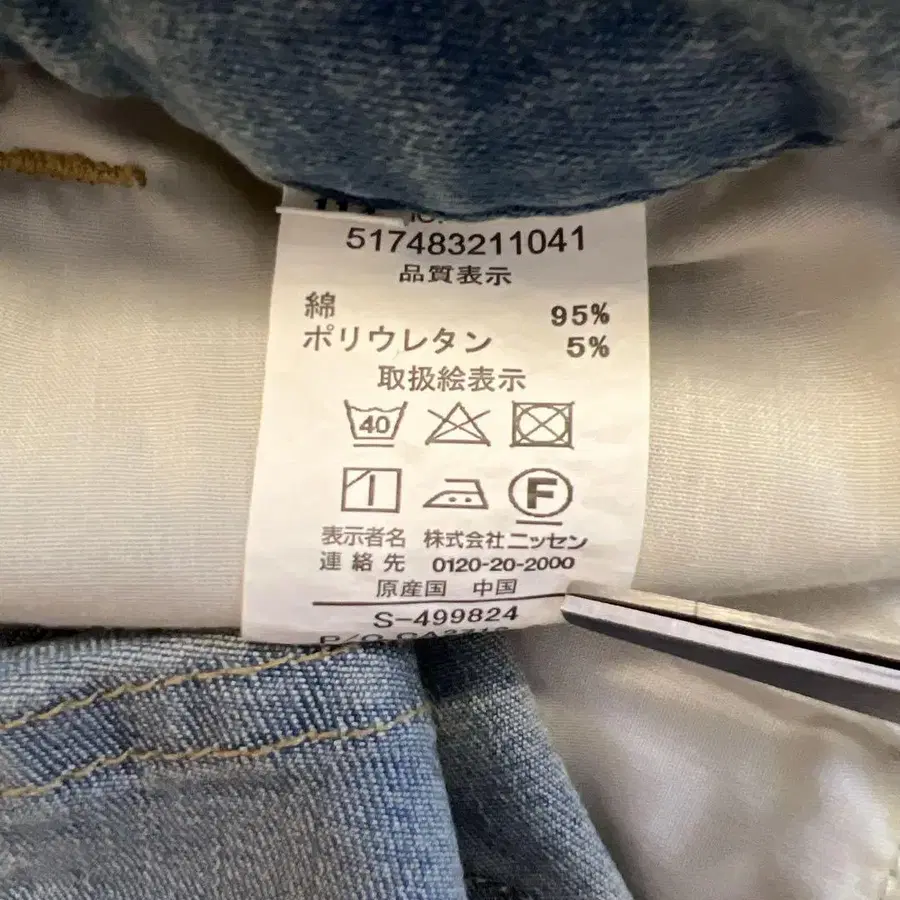 517483211041
品質表示
綿 95%
ポリウレタン 5%
取扱絵表示
40
F
表示者名 株式会社ニッセン
連絡先 0120-20-2000
原産国 中国
S-499824